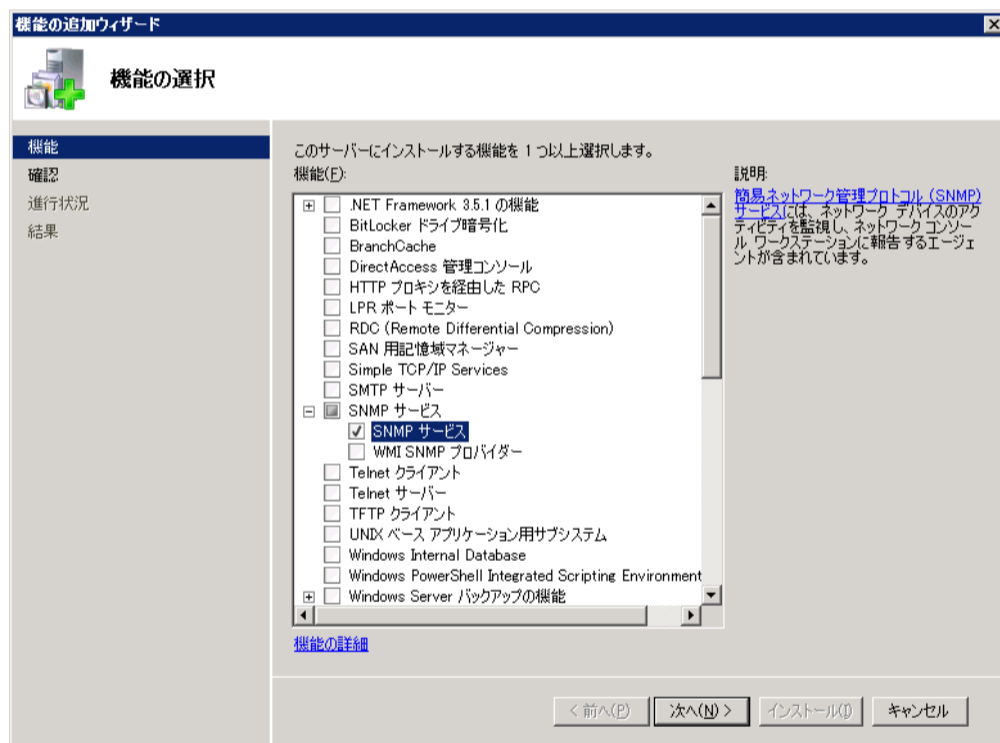 機能の追加ウィザード
機能の選択
機能
確認
進行状況
結果
このサーバーにインストールする機能を 1 つ以上選択します。
機能(F):
.NET Framework 3.5.1 の機能
BitLocker ドライブ暗号化
BranchCache
DirectAccess 管理コンソール
HTTP プロキシを経由した RPC
LPR ポート モニター
RDC (Remote Differential Compression)
SAN 用記憶域マネージャー
Simple TCP/IP Services
SMTP サーバー
SNMP サービス
SNMP サービス
WMI SNMP プロバイダー
Telnet クライアント
Telnet サーバー
TFTP クライアント
UNIX ベース アプリケーション用サブシステム
Windows Internal Database
Windows PowerShell Integrated Scripting Environment
Windows Server バックアップの機能
機能の詳細
説明:
簡易ネットワーク管理プロトコル (SNMP)
サービスには、ネットワーク デバイスのアク
ティビティを監視し、ネットワーク コンソー
ル ワークステーションに報告するエージェ
ントが含まれています。
< 前へ(P)
次へ(N) >
インストール(I)
キャンセル